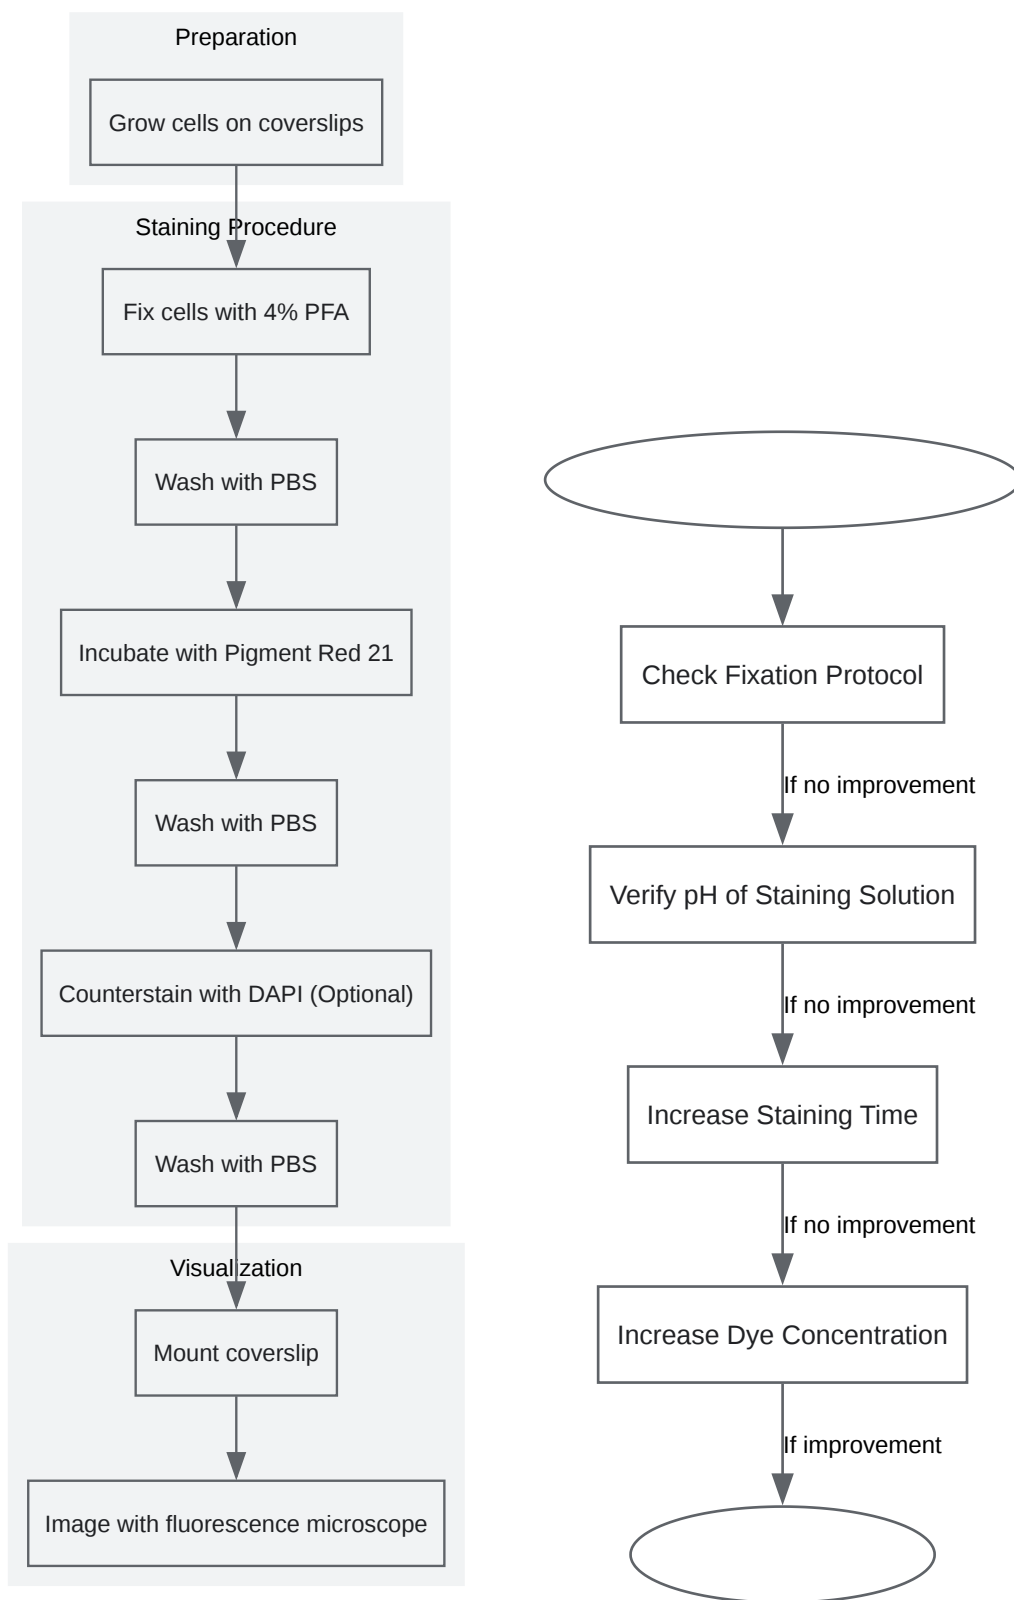 Preparation
Grow cells on coverslips
Staining Procedure
Fix cells with 4% PFA
Wash with PBS
Incubate with Pigment Red 21
Wash with PBS
Counterstain with DAPI (Optional)
Wash with PBS
Visualization
Mount coverslip
Image with fluorescence microscope
Check Fixation Protocol
If no improvement
Verify pH of Staining Solution
If no improvement
Increase Staining Time
If no improvement
Increase Dye Concentration
If improvement